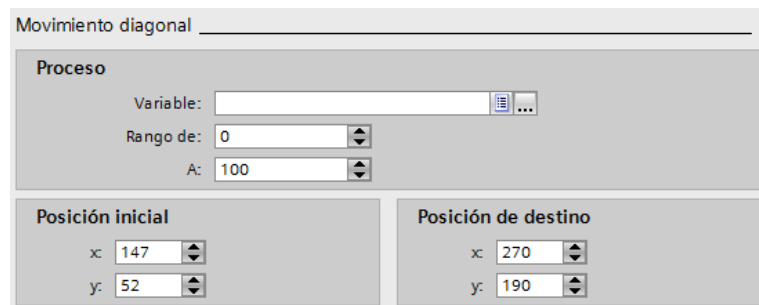 Movimiento diagonal
Proceso
Variable:
...
Rango de: 0
A: 100
Posición inicial
x: 147
y: 52
Posición de destino
x: 270
y: 190